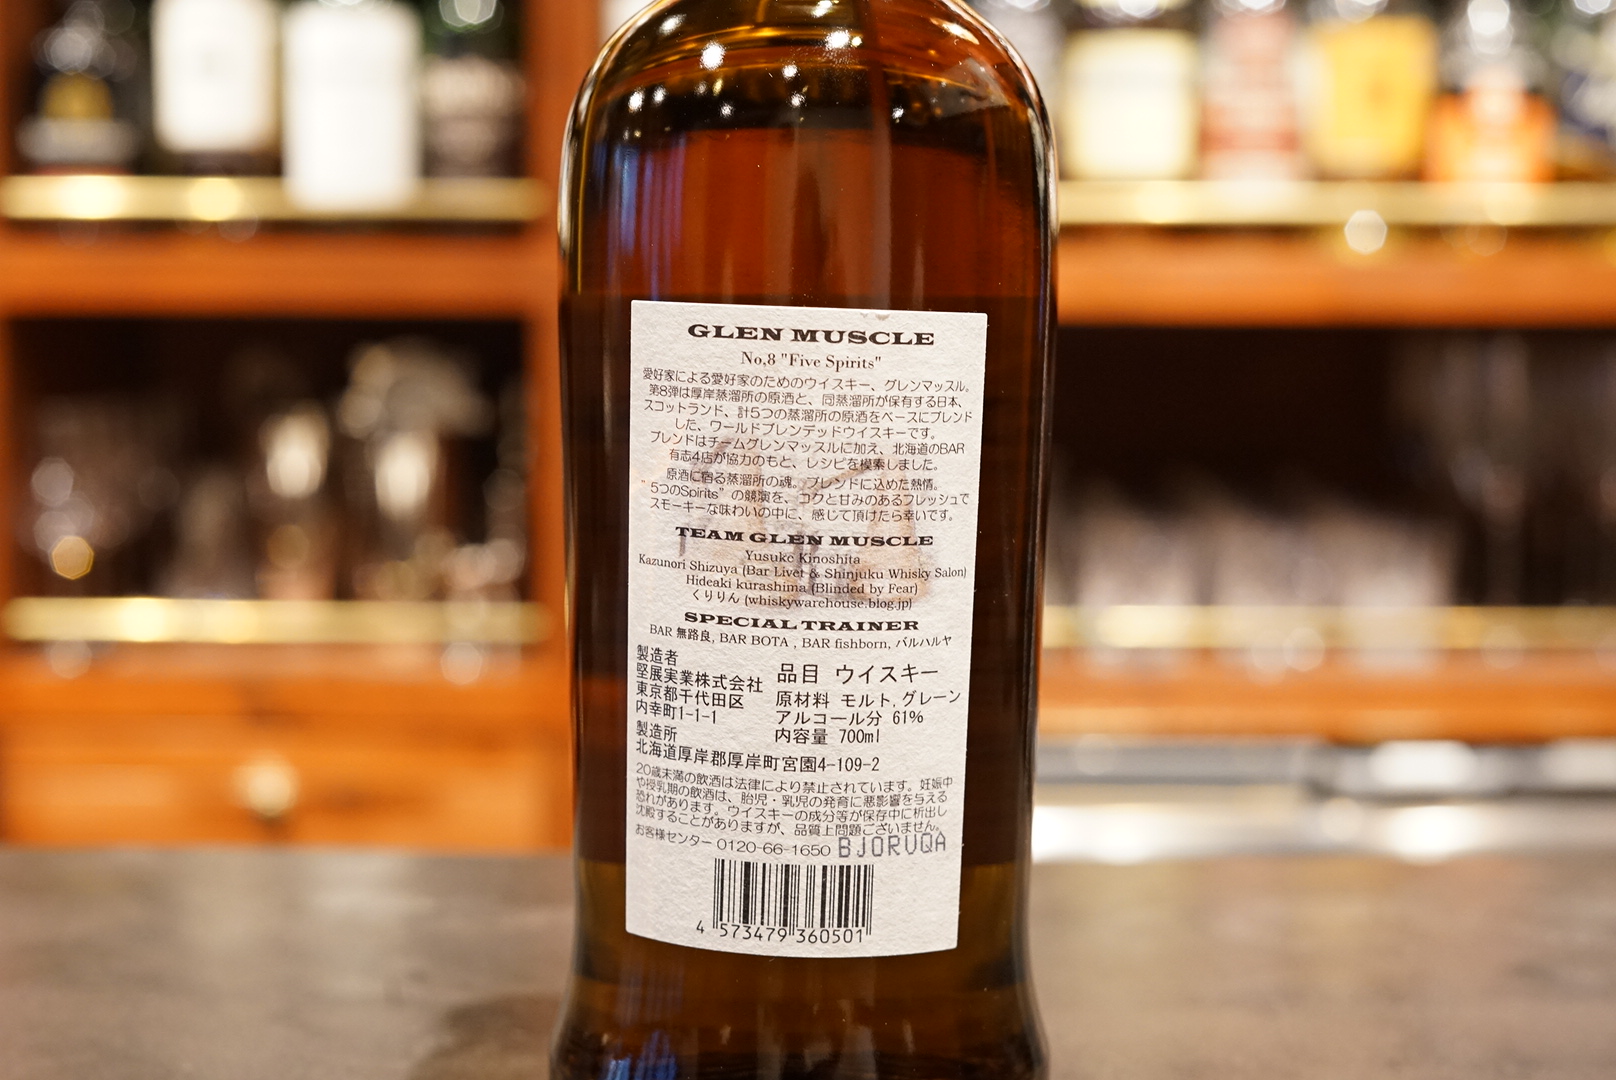 GLEN MUSCLE
No,8 "Five Spirits"
愛好家による愛好家のためのウイスキー、グレンマッスル。
第8弾は厚岸蒸溜所の原酒と、同蒸溜所が保有する日本、
スコットランド、計5つの蒸溜所の原酒をベースにブレンド
した、ワールドブレンデッドウイスキーです。
ブレンドはチームグレンマッスルに加え、北海道のBAR
有志4店が協力のもと、レシピを模索しました。
原酒に宿る蒸溜所の魂。ブレンドに込めた熱情。
"5つのSpirits"の競演を、コクと甘みのあるフレッシュで
スモーキーな味わいの中に、感じて頂けたら幸いです。
TEAM GLEN MUSCLE
Yusuke Kinoshita
Kazunori Shizuya (Bar Livet & Shinjuku Whisky Salon)
Hideaki kurashima (Blinded by Fear)
くりりん (whiskywarehouse.blog.jp)
SPECIAL TRAINER
BAR 無路良, BAR BOTA , BAR fishborn, バルハルヤ
製造者
堅展実業株式会社
東京都千代田区
内幸町1-1-1
製造所
北海道厚岸郡厚岸町宮園4-109-2
品目 ウイスキー
原材料 モルト,グレーン
アルコール分 61%
内容量 700ml
20歳未満の飲酒は法律により禁止されています。妊娠中
や授乳期の飲酒は、胎児・乳児の発育に悪影響を与える
恐れがあります。ウイスキーの成分等が保存中に析出し
沈殿することがありますが、品質上問題ございません。
お客様センター 0120-66-1650 BJORVQA
4 573479 360501